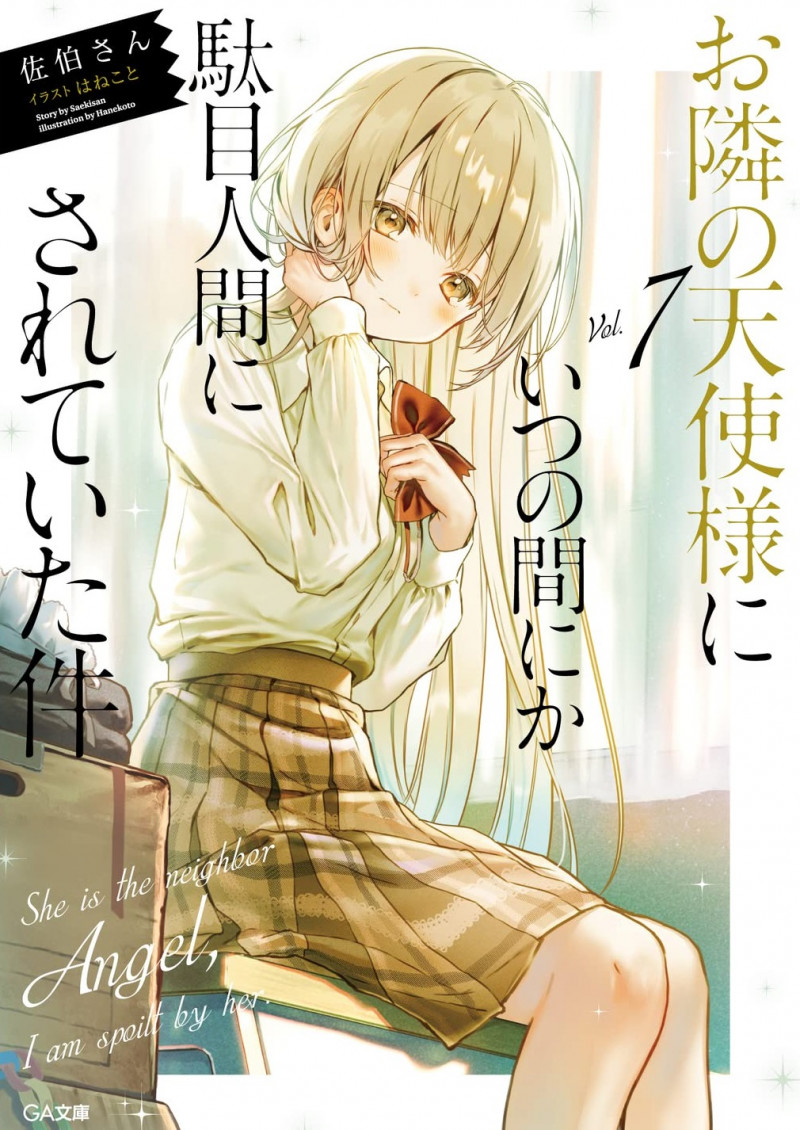 お隣の天使様に
いつの間にか
駄目人間に
されていた件
Vol. 7
佐伯さん
イラスト はねこと
Story by Saekisan
illustration by Hanekoto
She is the neighbor
Angel,
I am spoilt by her.
GA文庫